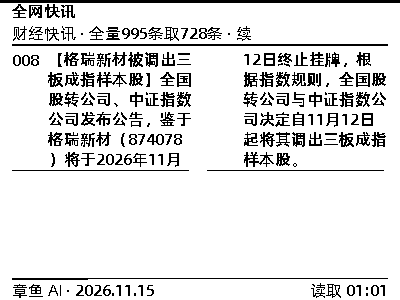 全网快讯
财经快讯 · 全量995条取728条 · 续
008 【格瑞新材被调出三
板成指样本股】全国
股转公司、中证指数
公司发布公告，鉴于
格瑞新材（874078
）将于2026年11月
12日终止挂牌，根
据指数规则，全国股
转公司与中证指数公
司决定自11月12日
起将其调出三板成指
样本股。
章鱼 AI · 2026.11.15
读取 01:01